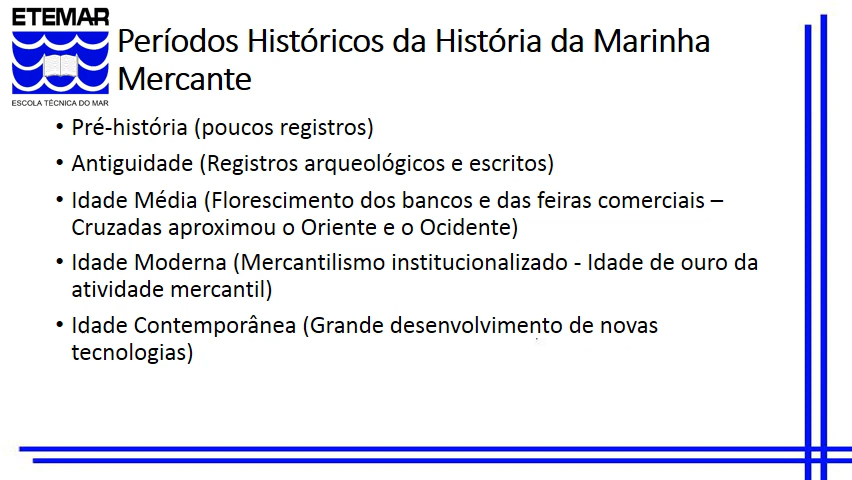 ETEMAR
ESCOLA TÉCNICA DO MAR
Períodos Históricos da História da Marinha
Mercante
• Pré-história (poucos registros)
• Antiguidade (Registros arqueológicos e escritos)
• Idade Média (Florescimento dos bancos e das feiras comerciais –
Cruzadas aproximou o Oriente e o Ocidente)
• Idade Moderna (Mercantilismo institucionalizado - Idade de ouro da
atividade mercantil)
• Idade Contemporânea (Grande desenvolvimento de novas
tecnologias)